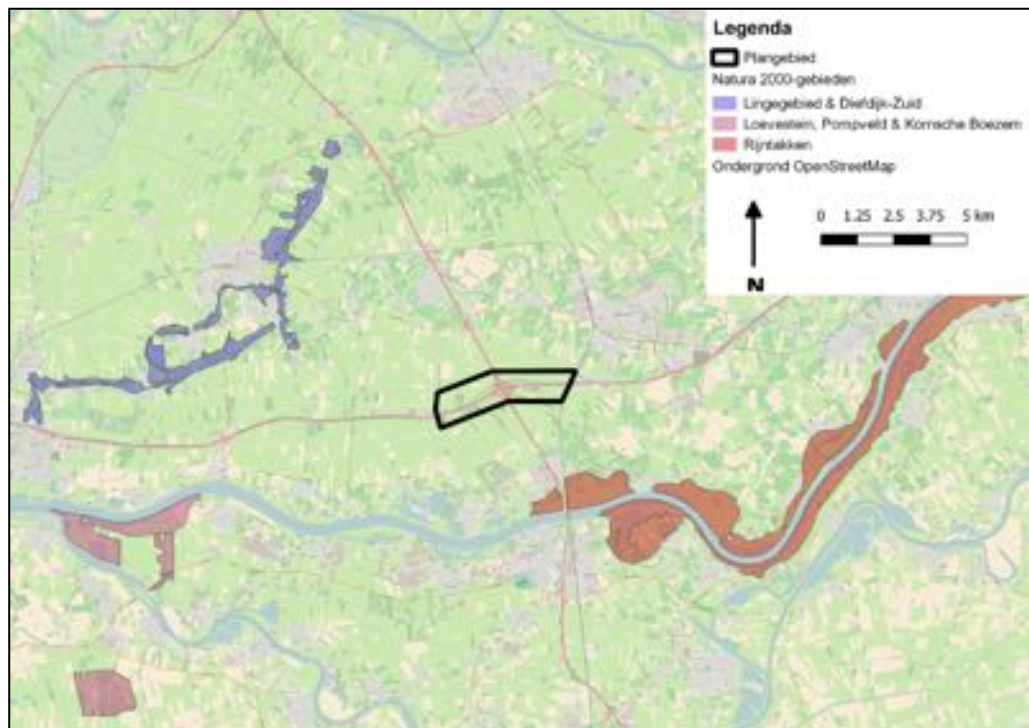 Legenda
Plangebied
Natura 2000-gebieden
Lingegebied & Diefdijk-Zuid
Loevestein, Pompveld & Kornsche Boezem
Rijntakken
Ondergrond OpenStreetMap
0 1.25 2.5 3.75 5 km
N